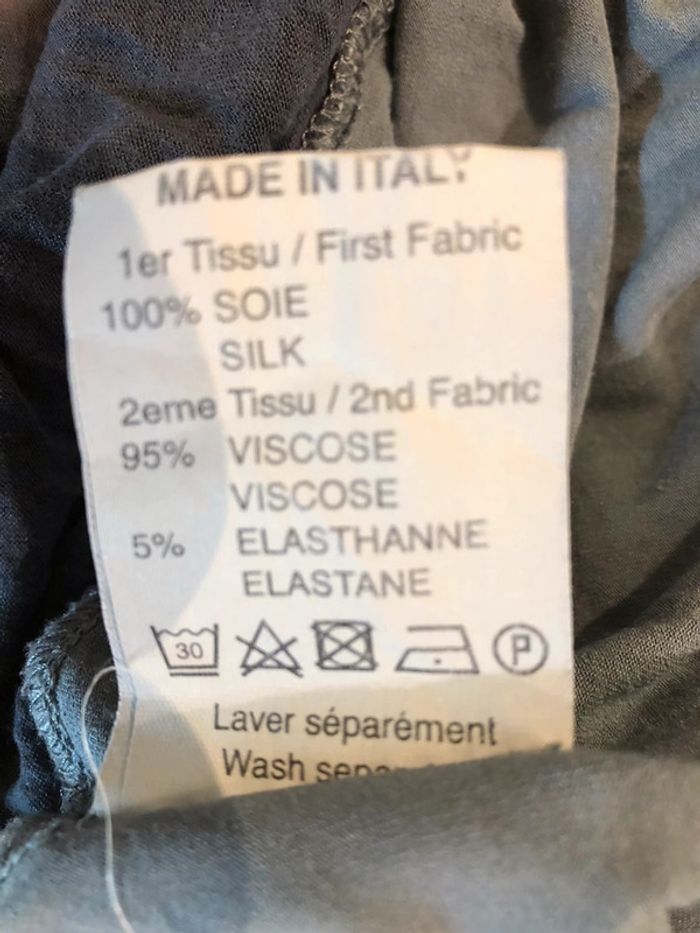 MADE IN ITALY
1er Tissu / First Fabric
100% SOIE
SILK
2eme Tissu / 2nd Fabric
95% VISCOSE
VISCOSE
5% ELASTHANNE
ELASTANE
30 P
Laver séparément
Wash